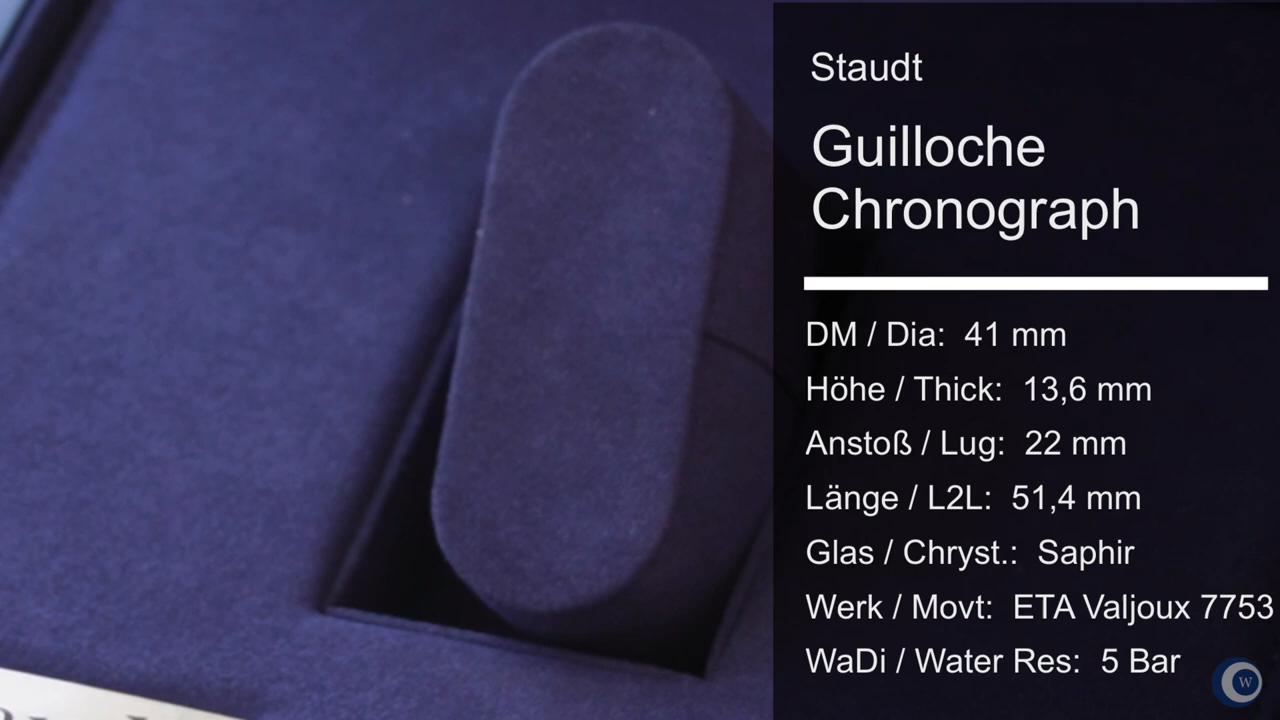 Staudt
Guilloche
Chronograph
DM / Dia: 41 mm
Höhe / Thick: 13,6 mm
Anstoß / Lug: 22 mm
Länge / L2L: 51,4 mm
Glas / Chryst.: Saphir
Werk / Movt: ETA Valjoux 7753
WaDi / Water Res: 5 Bar
W